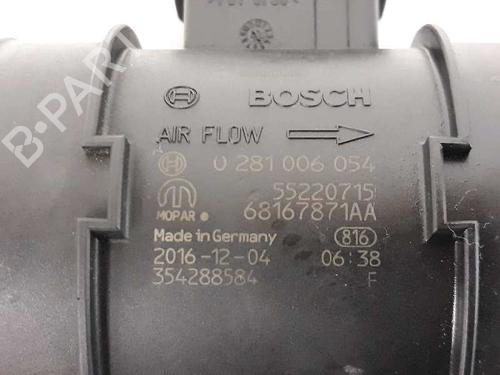 BOSCH
AIR FLOW
0 281 006 054
55220715
MOPAR. 68167871AA
Made in Germany 816
2016-12-04 06:38
354288584 F
B-PARTS